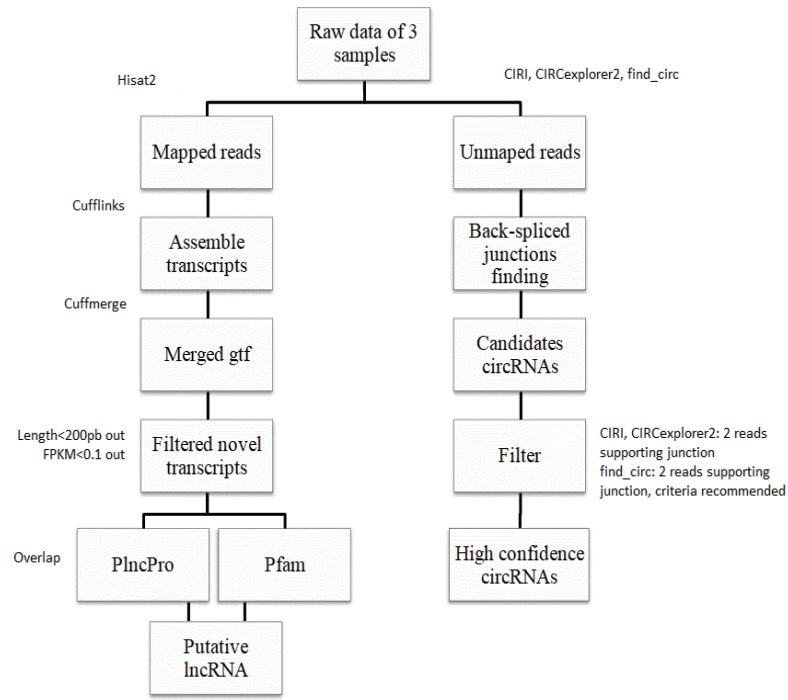 Raw data of 3
samples
Hisat2
CIRI, CIRCexplorer2, find_circ
Mapped reads
Unmaped reads
Cufflinks
Assemble
transcripts
Back-spliced
junctions
finding
Cuffmerge
Merged gtf
Candidates
circRNAs
Length<200pb out
FPKM<0.1 out
Filtered novel
transcripts
Filter
CIRI, CIRCexplorer2: 2 reads
supporting junction
find_circ: 2 reads supporting
junction, criteria recommended
Overlap
PlncPro
Pfam
High confidence
circRNAs
Putative
lncRNA